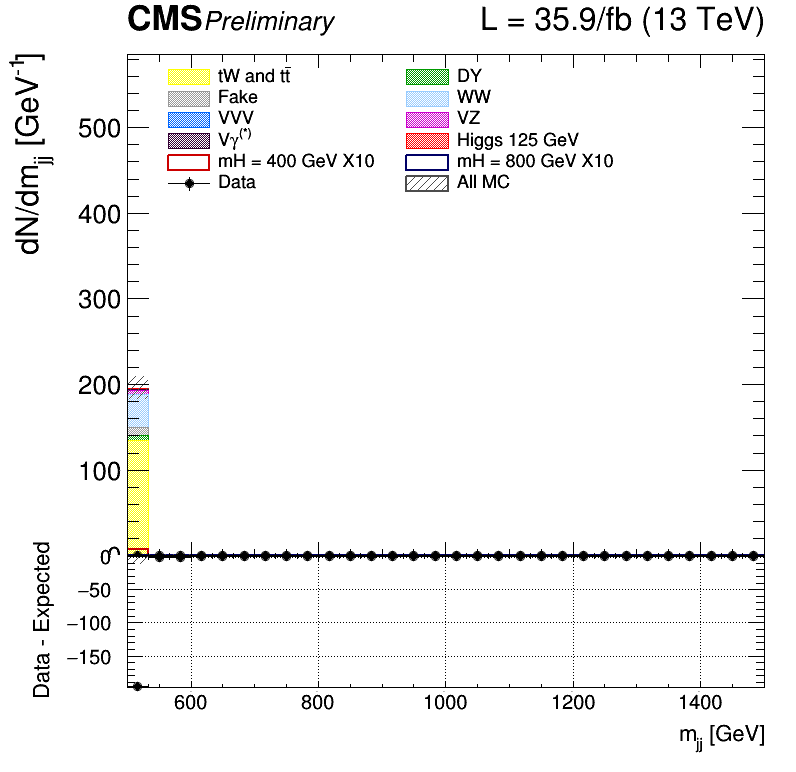 CMS Preliminary L = 35.9/fb (13 TeV)
dN/dm_jj [GeV^-1]
tW and tt̄ DY
Fake WW
VVV VZ
Vγ^(*) Higgs 125 GeV
mH = 400 GeV X10 mH = 800 GeV X10
Data All MC
500
400
300
200
100
0
Data - Expected
0
−50
−100
−150
600 800 1000 1200 1400
m_jj [GeV]